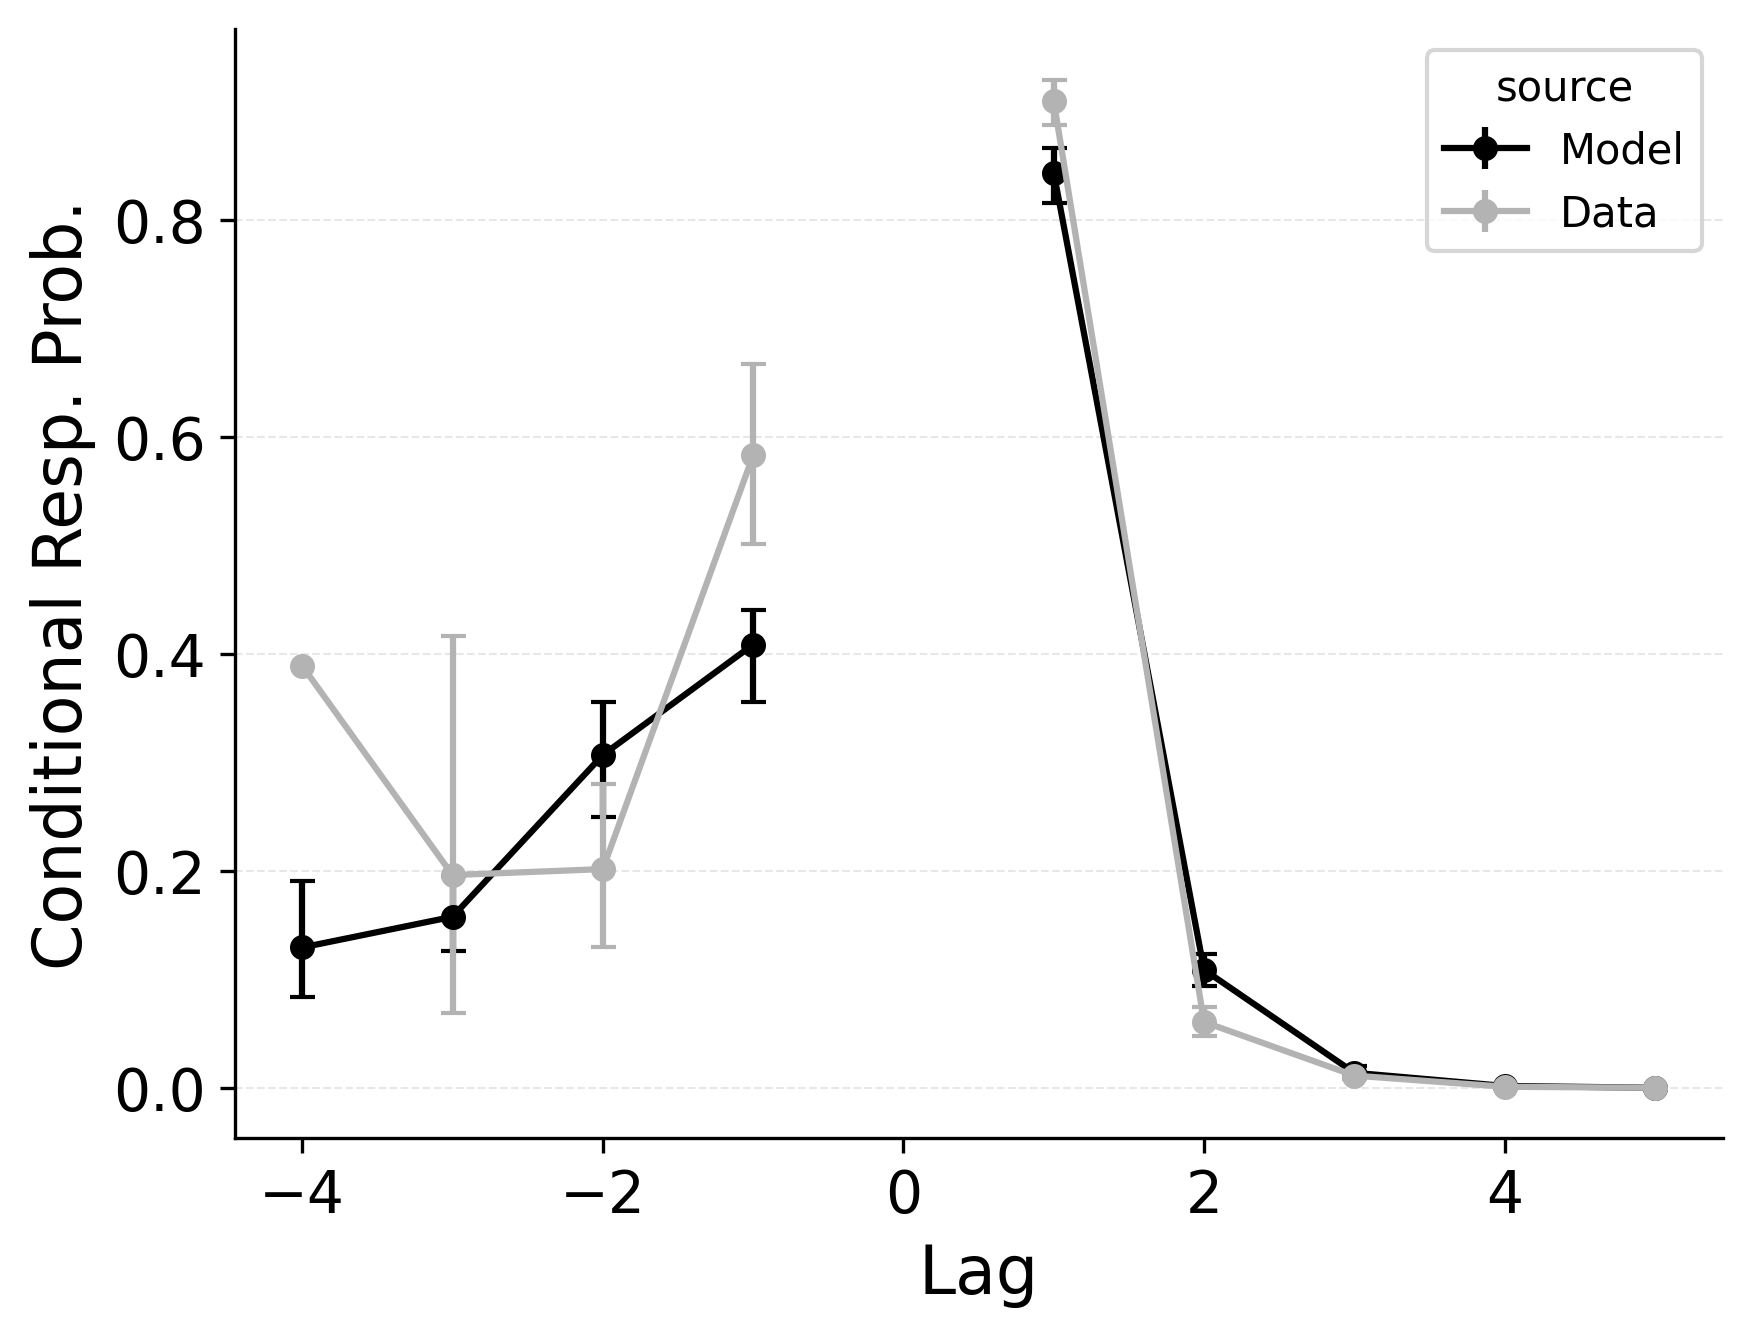 source
Model
Data
Conditional Resp. Prob.
0.8
0.6
0.4
0.2
0.0
−4 −2 0 2 4
Lag